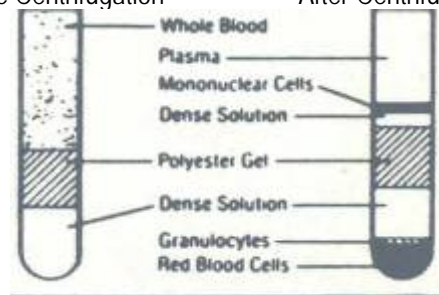 Centrifugation After Centrifu
Whole Blood
Plasma
Mononuclear Cells
Dense Solution
Polyester Gel
Dense Solution
Granulocytes
Red Blood Cells